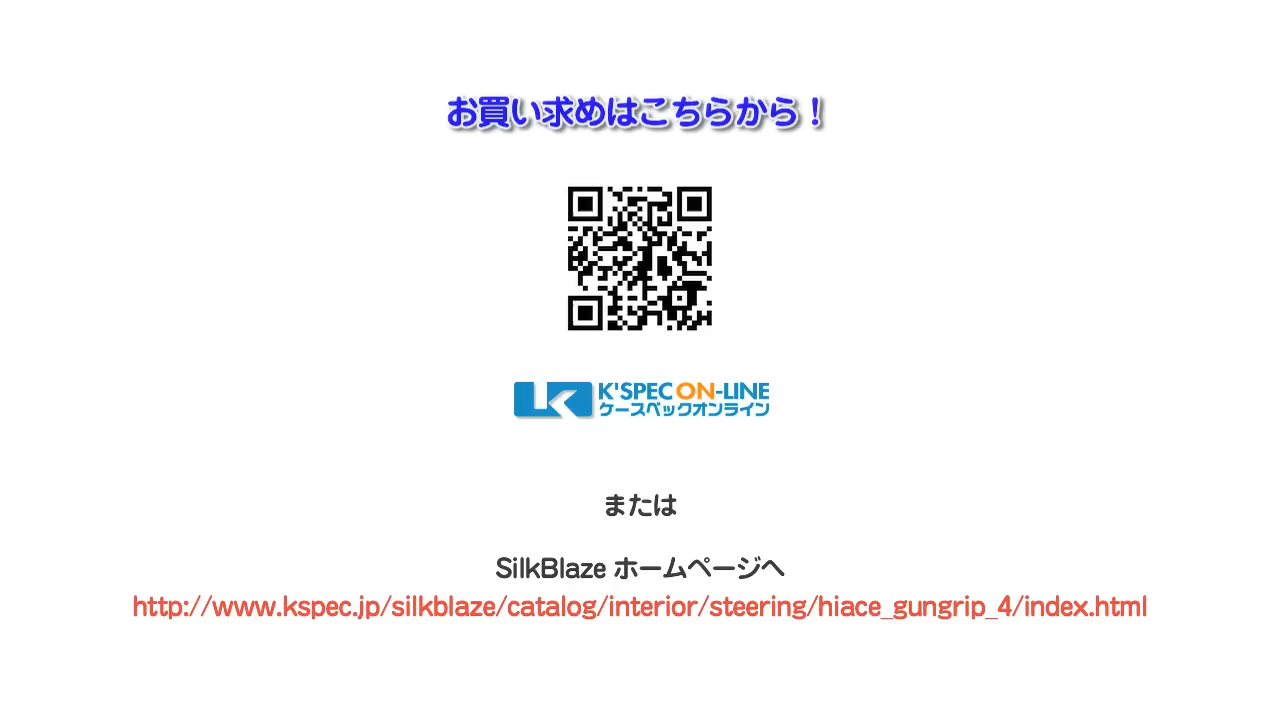 お買い求めはこちらから！
K'SPEC ON-LINE
ケースペックオンライン
または
SilkBlaze ホームページへ
http://www.kspec.jp/silkblaze/catalog/interior/steering/hiace_gungrip_4/index.html